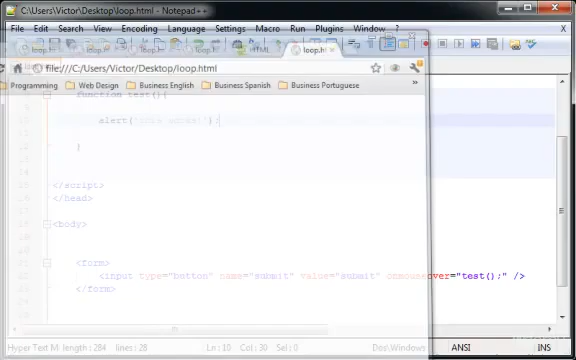 C:\Users\Victor\Desktop\loop.html - Notepad++
File Edit Search View Encoding Language Settings Macro Run Plugins Window ?
loop.h
file:///C:/Users/Victor/Desktop/loop.html
Programming Web Design Business English Business Spanish Business Portuguese »
function test(){
alert(
}
</script>
</head>
<body>
<form>
<input type="button" name="submit" value="submit" onmouseover="test();" />
</form>
Hyper Text M length : 284 lines : 28 Ln : 10 Col : 30 Sel : 0 Dos\Windows ANSI INS